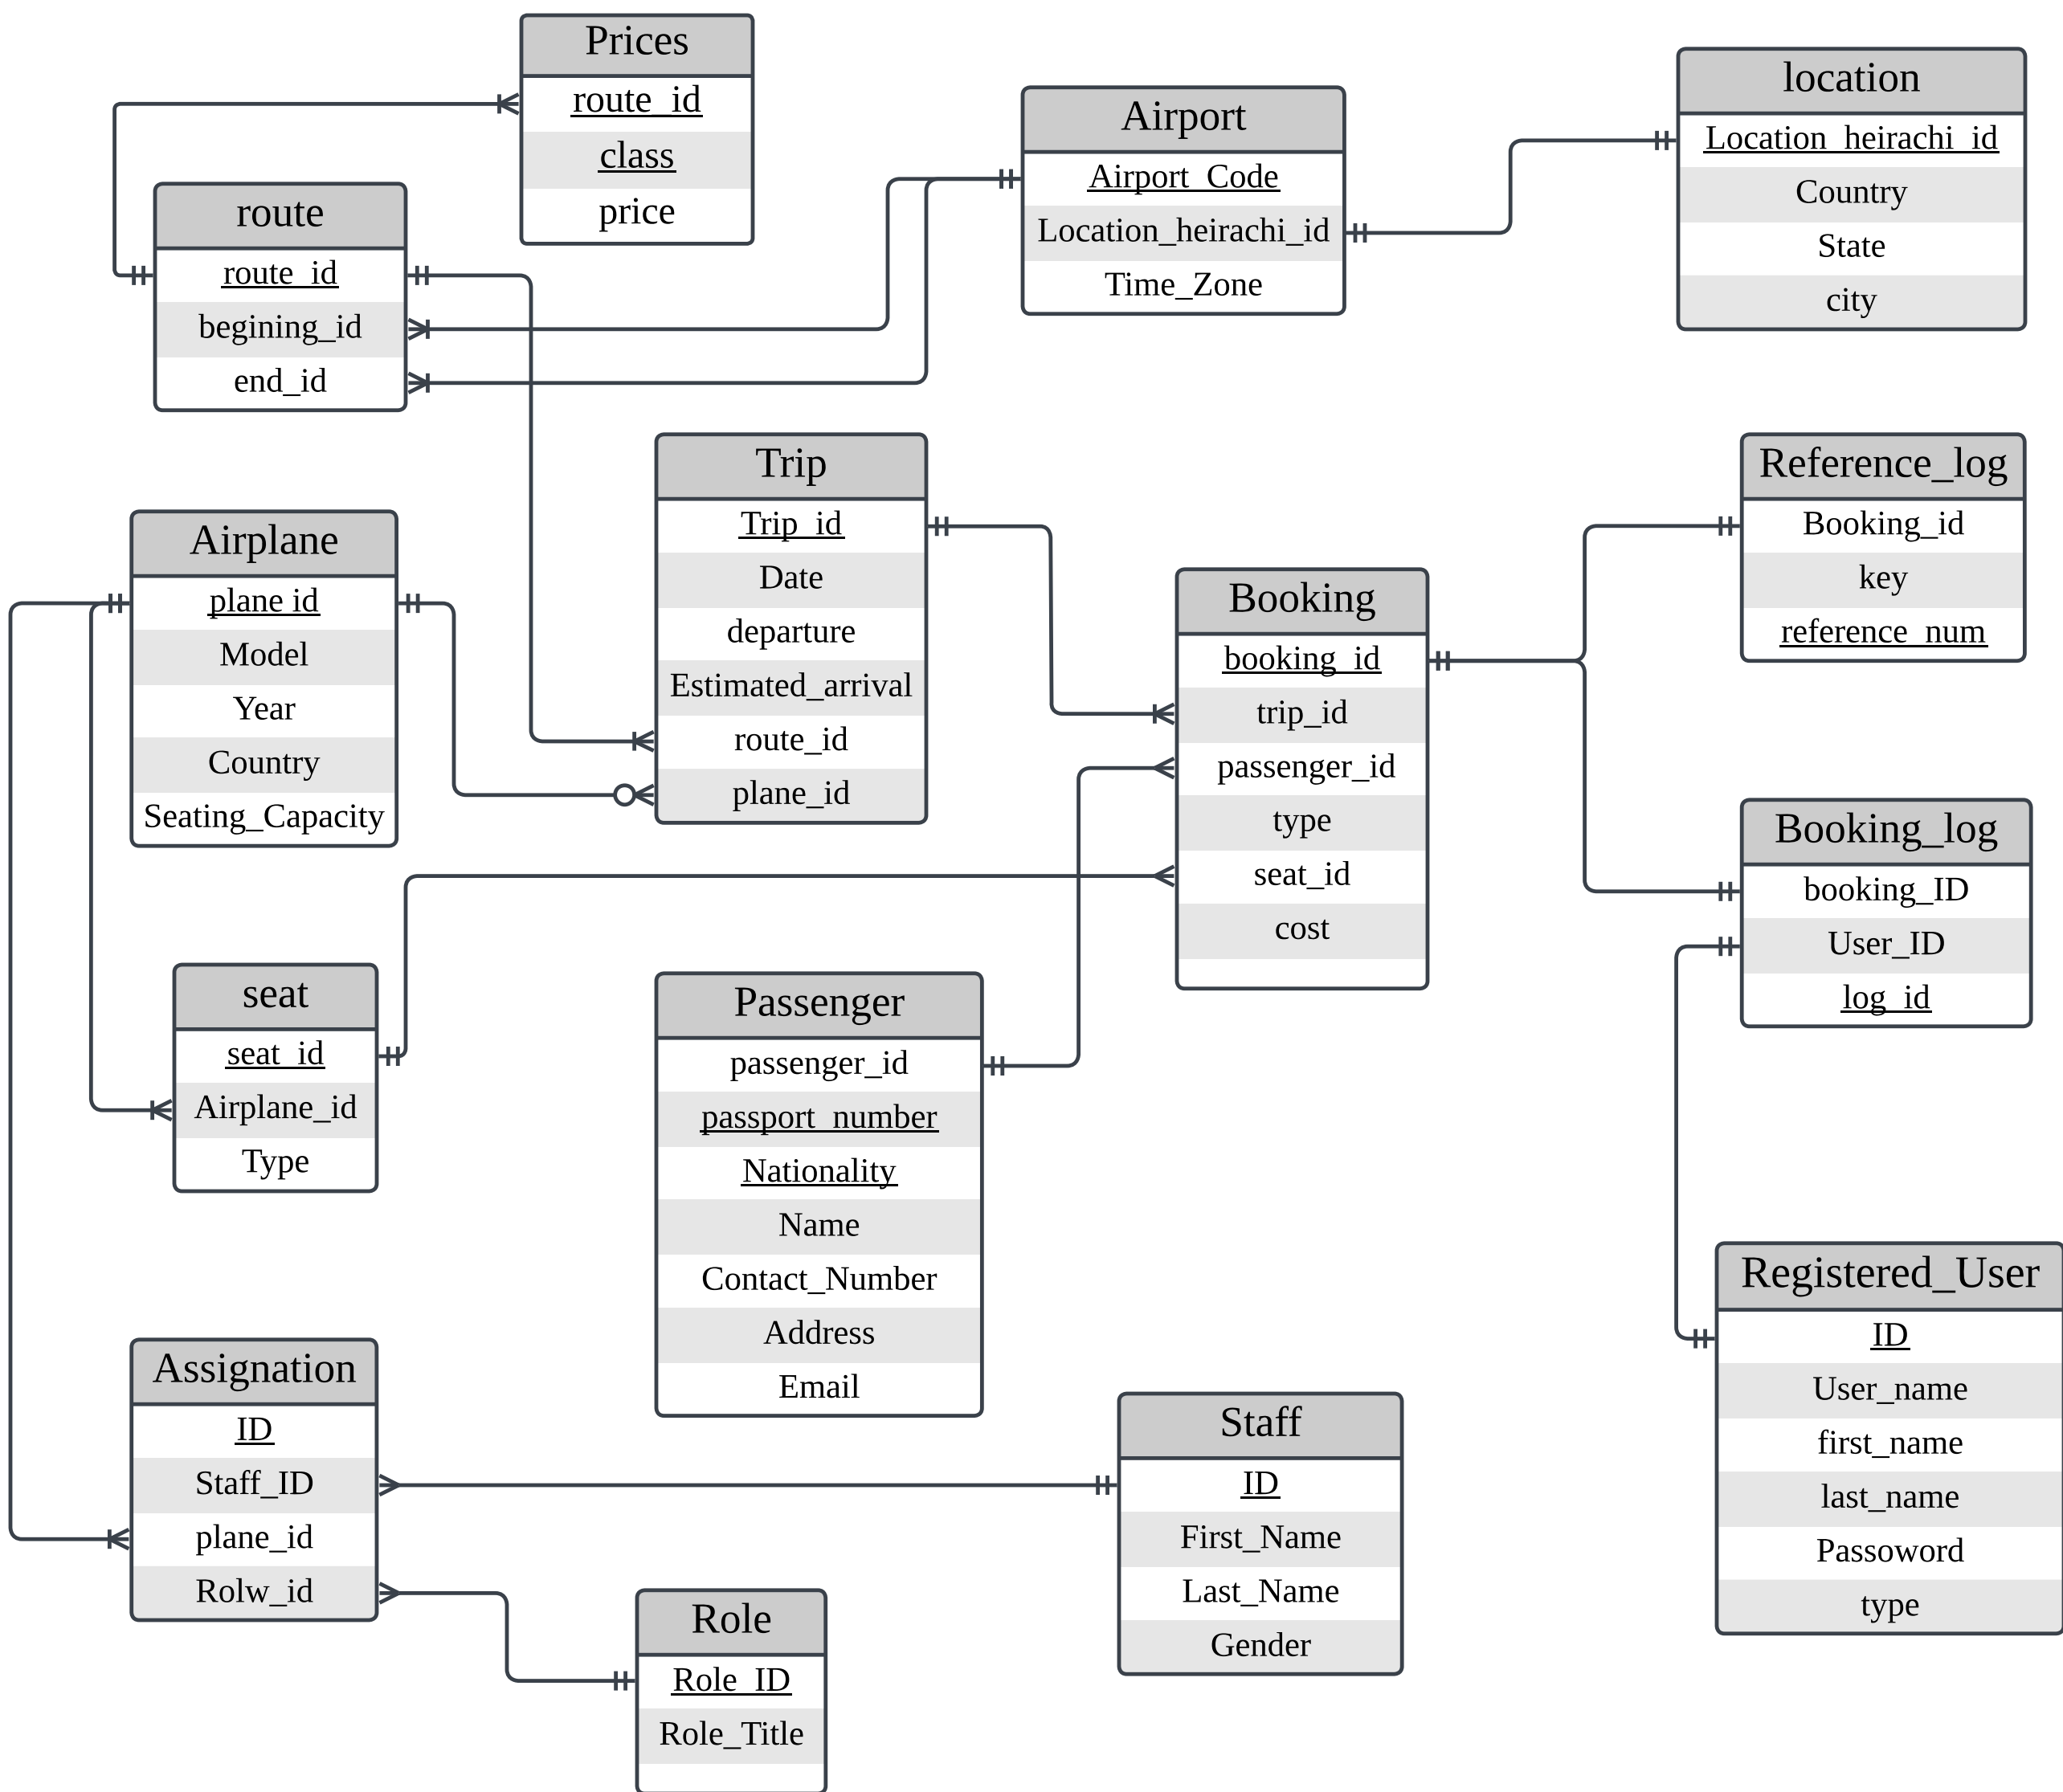 Prices
route_id
class
price
Airport
Airport_Code
Location_heirachi_id
Time_Zone
location
Location_heirachi_id
Country
State
city
route
route_id
begining_id
end_id
Trip
Trip_id
Date
departure
Estimated_arrival
route_id
plane_id
Reference_log
Booking_id
key
reference_num
Airplane
plane id
Model
Year
Country
Seating_Capacity
Booking
booking_id
trip_id
passenger_id
type
seat_id
cost
Booking_log
booking_ID
User_ID
log_id
seat
seat_id
Airplane_id
Type
Passenger
passenger_id
passport_number
Nationality
Name
Contact_Number
Address
Email
Registered_User
ID
User_name
first_name
last_name
Passoword
type
Assignation
ID
Staff_ID
plane_id
Rolw_id
Staff
ID
First_Name
Last_Name
Gender
Role
Role_ID
Role_Title